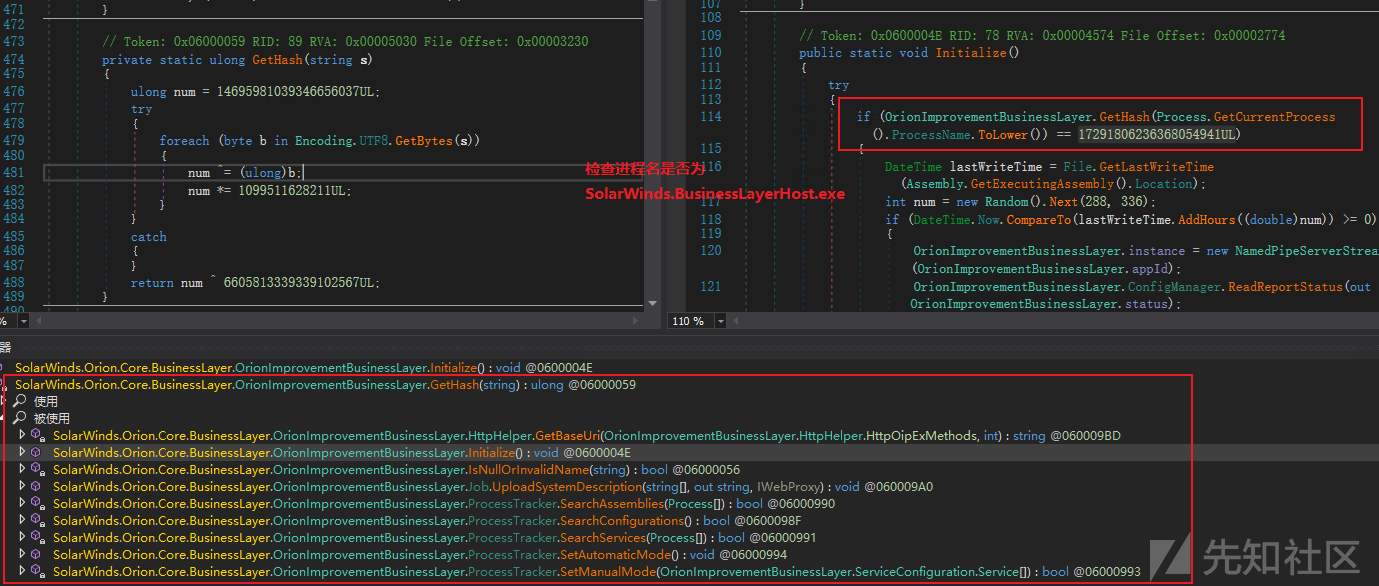 471 }
472
473 // Token: 0x06000059 RID: 89 RVA: 0x00005030 File Offset: 0x00003230
474 private static ulong GetHash(string s)
475 {
476 ulong num = 14695981039346656037UL;
477 try
478 {
479 foreach (byte b in Encoding.UTF8.GetBytes(s))
480 {
481 num ^= (ulong)b;
482 num *= 1099511628211UL;
483 }
484 }
485 catch
486 {
487 }
488 return num ^ 6605813339339102567UL;
489 }
%
107 }
108
109 // Token: 0x0600004E RID: 78 RVA: 0x00004574 File Offset: 0x00002774
110 public static void Initialize()
111 {
112 try
113 {
114 if (OrionImprovementBusinessLayer.GetHash(Process.GetCurrentProcess
().ProcessName.ToLower()) == 17291806236368054941UL)
115 {
116 DateTime lastWriteTime = File.GetLastWriteTime
(Assembly.GetExecutingAssembly().Location);
117 int num = new Random().Next(288, 336);
118 if (DateTime.Now.CompareTo(lastWriteTime.AddHours((double)num)) >= 0)
119 {
120 OrionImprovementBusinessLayer.instance = new NamedPipeServerStrea
(OrionImprovementBusinessLayer.appId);
121 OrionImprovementBusinessLayer.ConfigManager.ReadReportStatus(out
OrionImprovementBusinessLayer.status);
110 %
检查进程名是否为
SolarWinds.BusinessLayerHost.exe
器
SolarWinds.Orion.Core.BusinessLayer.OrionImprovementBusinessLayer.Initialize() : void @0600004E
SolarWinds.Orion.Core.BusinessLayer.OrionImprovementBusinessLayer.GetHash(string) : ulong @06000059
使用
被使用
SolarWinds.Orion.Core.BusinessLayer.OrionImprovementBusinessLayer.HttpHelper.GetBaseUri(OrionImprovementBusinessLayer.HttpHelper.HttpOipExMethods, int) : string @060009BD
SolarWinds.Orion.Core.BusinessLayer.OrionImprovementBusinessLayer.Initialize() : void @0600004E
SolarWinds.Orion.Core.BusinessLayer.OrionImprovementBusinessLayer.IsNullOrInvalidName(string) : bool @06000056
SolarWinds.Orion.Core.BusinessLayer.OrionImprovementBusinessLayer.Job.UploadSystemDescription(string[], out string, IWebProxy) : void @060009A0
SolarWinds.Orion.Core.BusinessLayer.OrionImprovementBusinessLayer.ProcessTracker.SearchAssemblies(Process[]) : bool @06000990
SolarWinds.Orion.Core.BusinessLayer.OrionImprovementBusinessLayer.ProcessTracker.SearchConfigurations() : bool @0600098F
SolarWinds.Orion.Core.BusinessLayer.OrionImprovementBusinessLayer.ProcessTracker.SearchServices(Process[]) : bool @06000991
SolarWinds.Orion.Core.BusinessLayer.OrionImprovementBusinessLayer.ProcessTracker.SetAutomaticMode() : void @06000994
SolarWinds.Orion.Core.BusinessLayer.OrionImprovementBusinessLayer.ProcessTracker.SetManualMode(OrionImprovementBusinessLayer.ServiceConfiguration.Service[]) : bool @06000993
先知社区